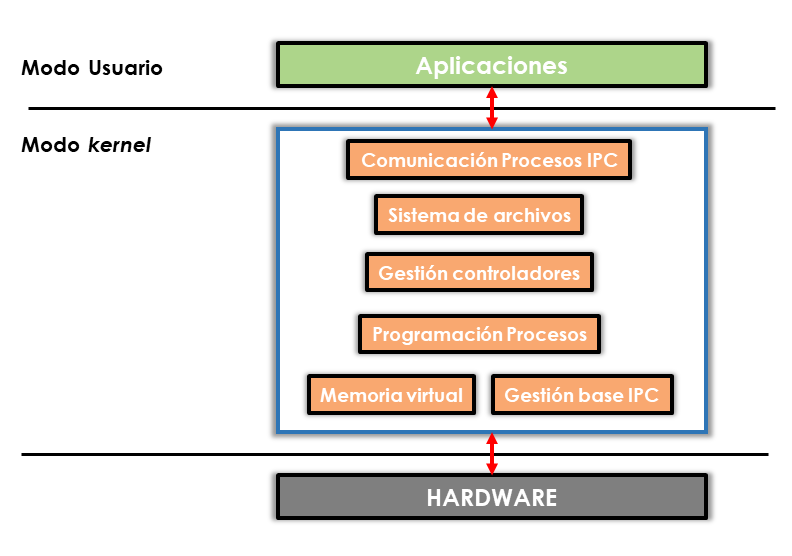 Aplicaciones
Modo Usuario
Modo kernel
Comunicación Procesos IPC
Sistema de archivos
Gestión controladores
Programación Procesos
Memoria virtual
Gestión base IPC
HARDWARE